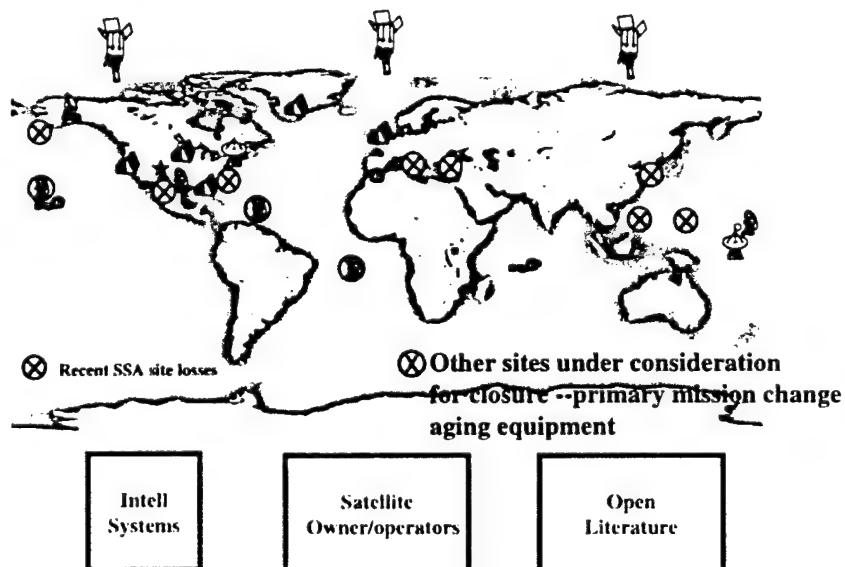 Recent SSA site losses
Other sites under consideration
for closure --primary mission change
aging equipment
Intell
Systems
Satellite
Owner/operators
Open
Literature